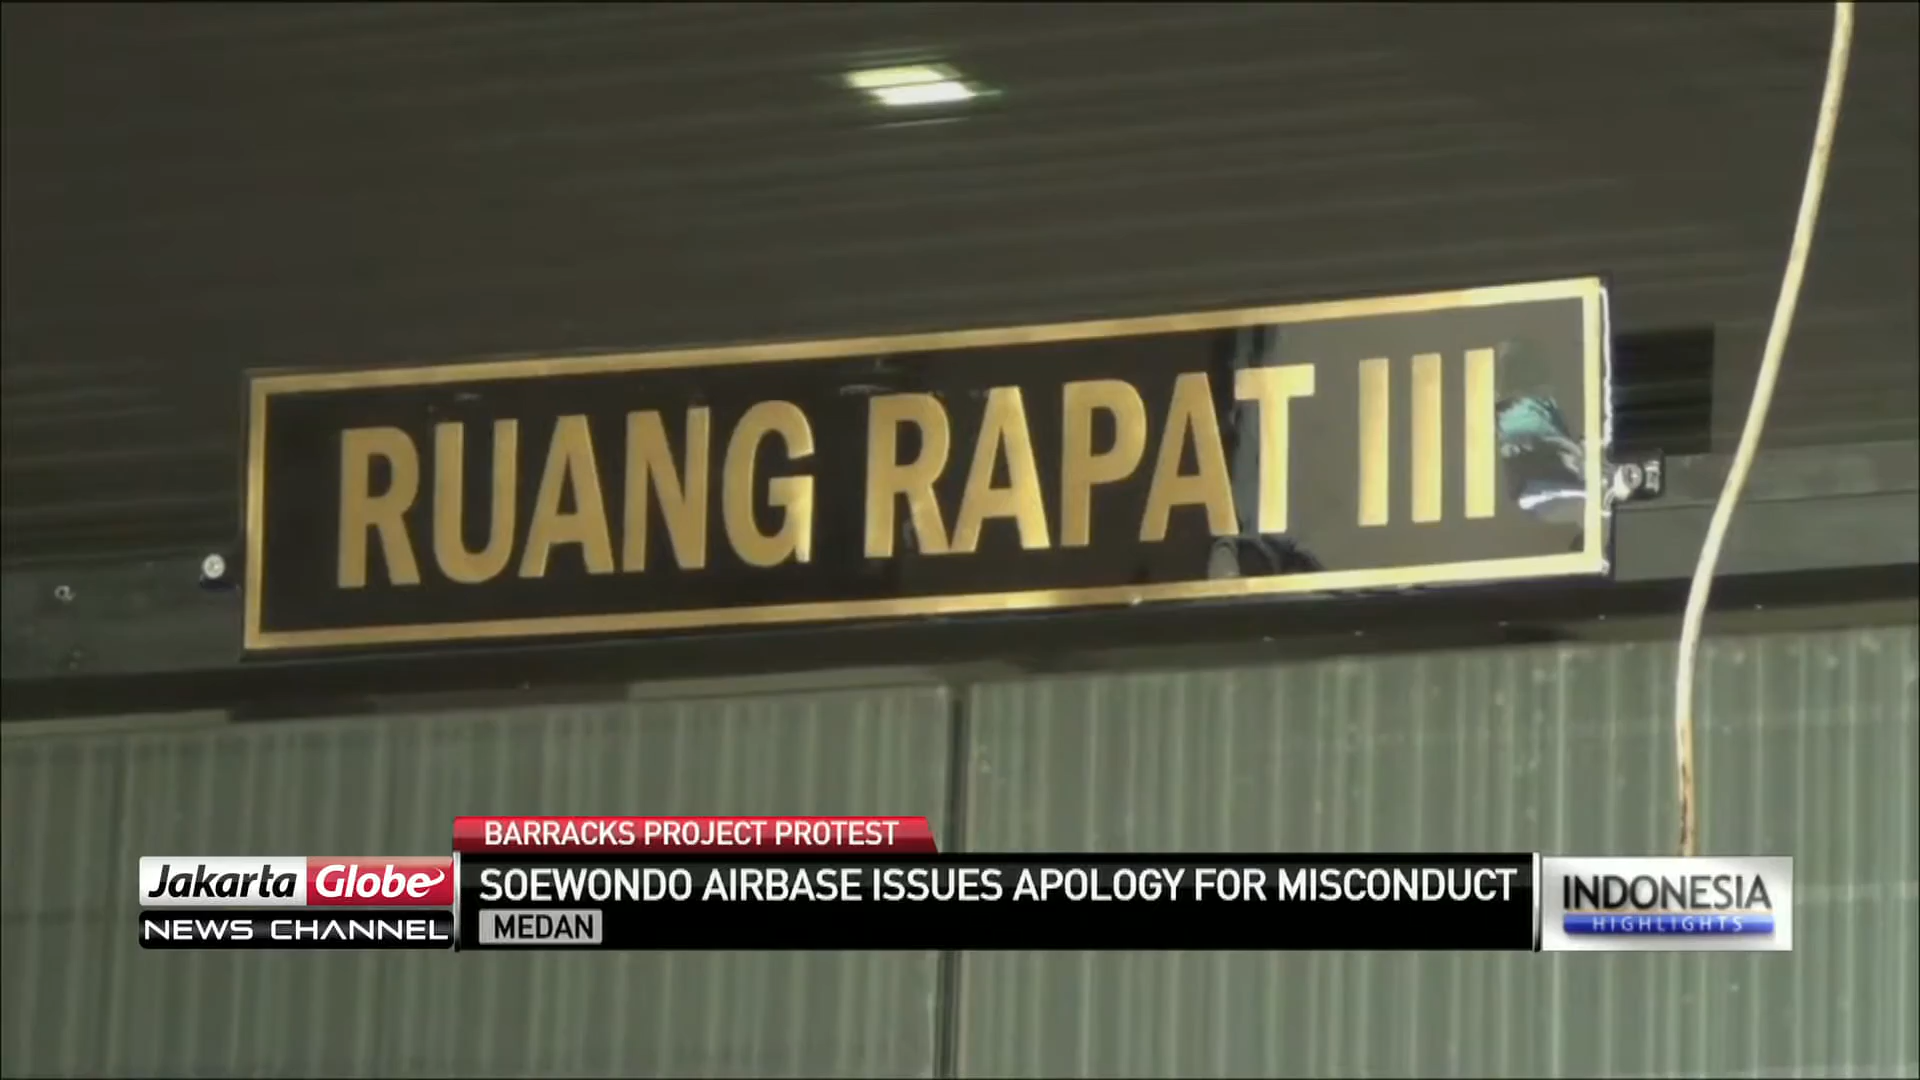 RUANG RAPAT III
BARRACKS PROJECT PROTEST
Jakarta Globe
NEWS CHANNEL
SOEWONDO AIRBASE ISSUES APOLOGY FOR MISCONDUCT
MEDAN
INDONESIA
HIGHLIGHTS